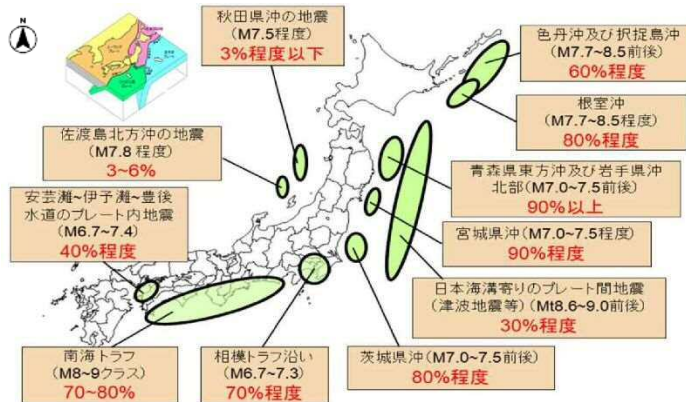 N
秋田県沖の地震
(M7.5程度)
3%程度以下
色丹沖及び択捉島沖
(M7.7~8.5前後)
60%程度
根室沖
(M7.7~8.5程度)
80%程度
佐渡島北方沖の地震
(M7.8 程度)
3~6%
青森県東方沖及び岩手県沖
北部(M7.0~7.5前後)
90%以上
安芸灘~伊予灘~豊後
水道のプレート内地震
(M6.7~7.4)
40%程度
宮城県沖(M7.0~7.5程度)
90%程度
日本海溝寄りのプレート間地震
(津波地震等) (Mt8.6~9.0前後)
30%程度
南海トラフ
(M8~9クラス)
70~80%
相模トラフ沿い
(M6.7~7.3)
70%程度
茨城県沖(M7.0~7.5前後)
80%程度